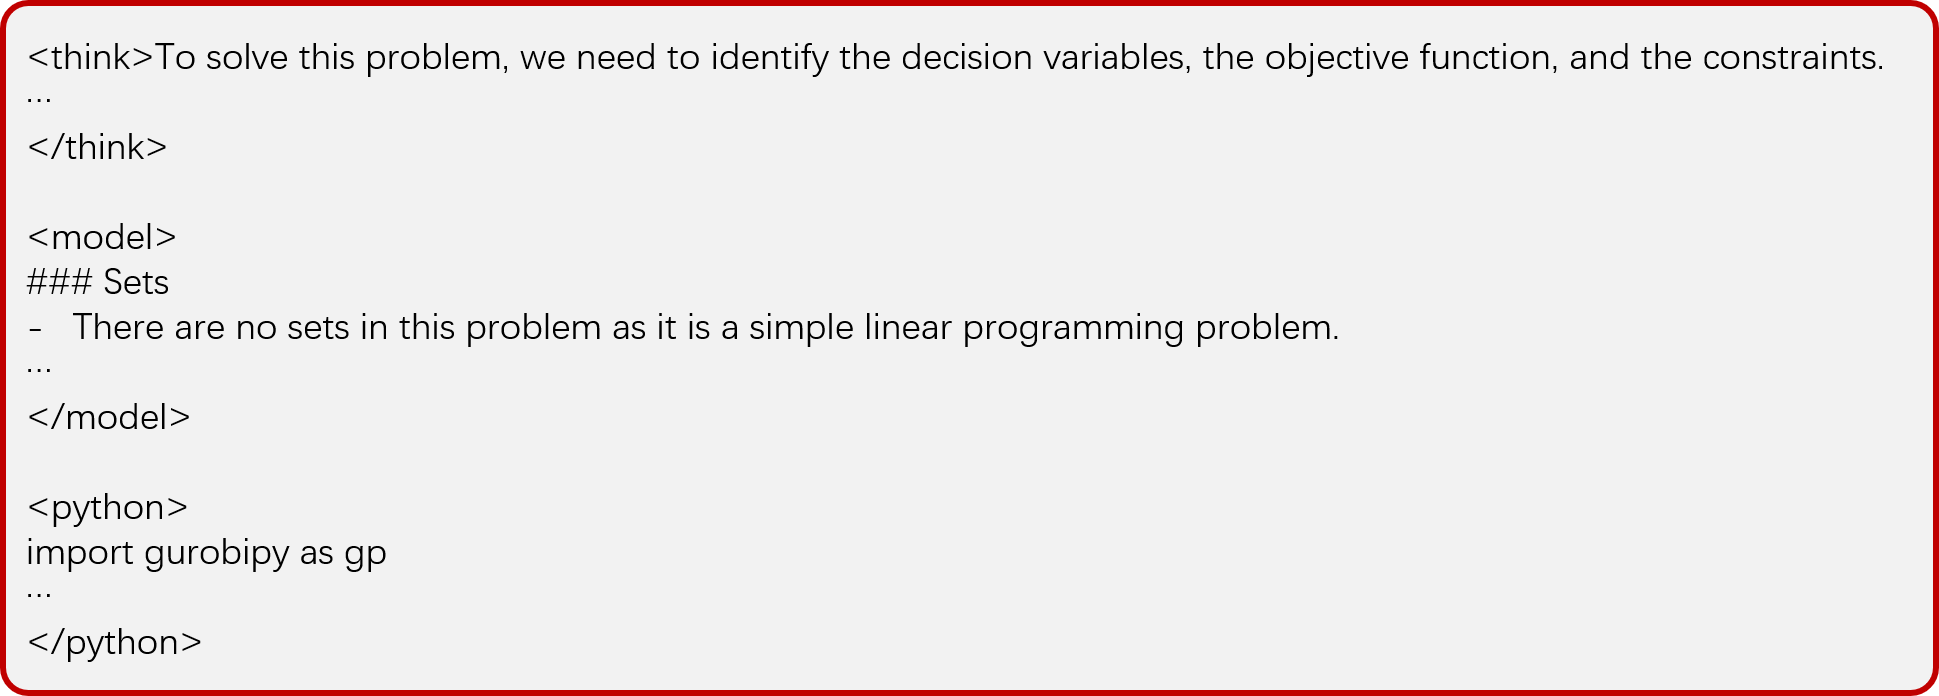 <think>To solve this problem, we need to identify the decision variables, the objective function, and the constraints.
...
</think>
<model>
### Sets
-   There are no sets in this problem as it is a simple linear programming problem.
...
</model>
<python>
import gurobipy as gp
...
</python>